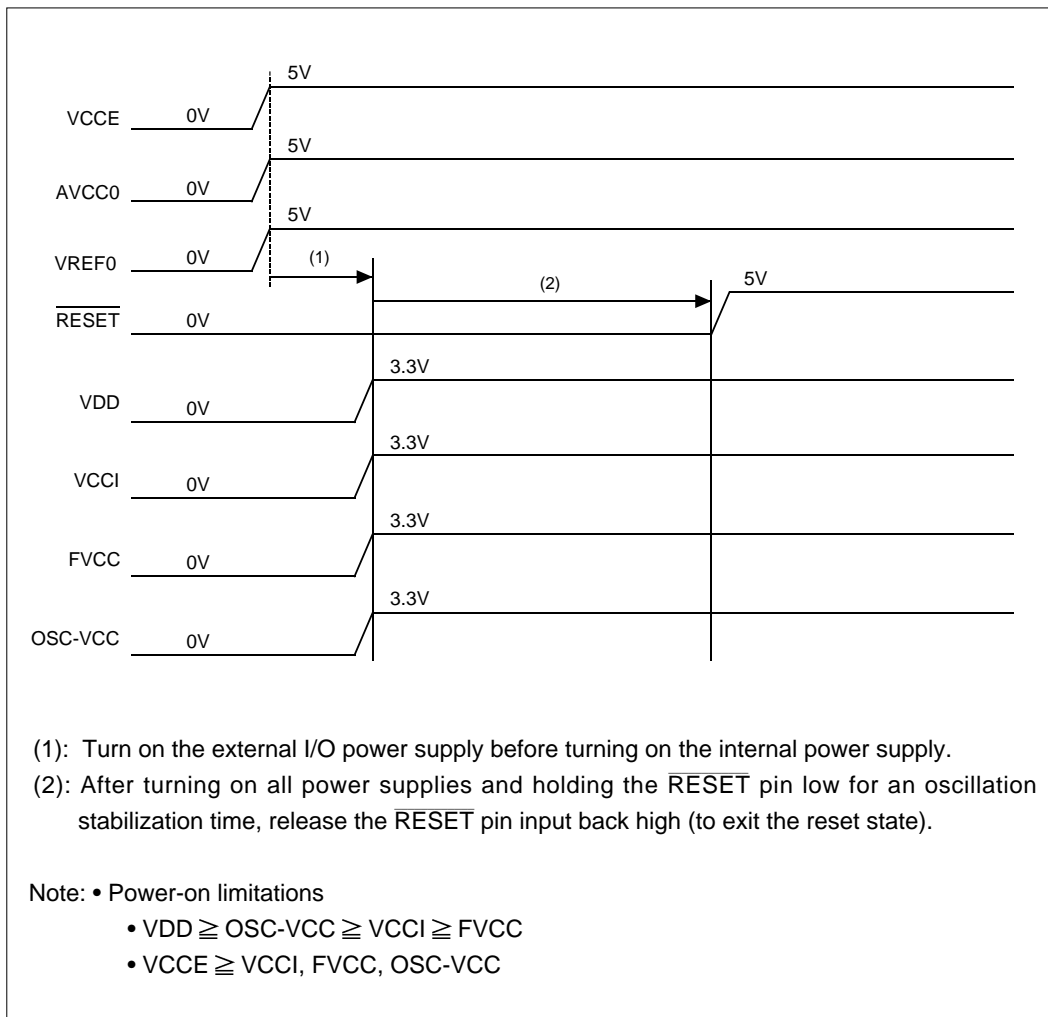 5V
VCCE 0V
5V
AVCC0 0V
5V
VREF0 0V (1)
(2) 5V
RESET 0V
3.3V
VDD 0V
3.3V
VCCI 0V
3.3V
FVCC 0V
3.3V
OSC-VCC 0V
(1): Turn on the external I/O power supply before turning on the internal power supply.
(2): After turning on all power supplies and holding the RESET pin low for an oscillation
stabilization time, release the RESET pin input back high (to exit the reset state).
Note: • Power-on limitations
• VDD ≧ OSC-VCC ≧ VCCI ≧ FVCC
• VCCE ≧ VCCI, FVCC, OSC-VCC